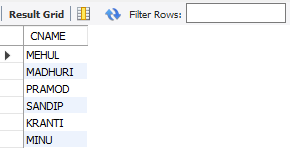 Result Grid Filter Rows:
CNAME
MEHUL
MADHURI
PRAMOD
SANDIP
KRANTI
MINU